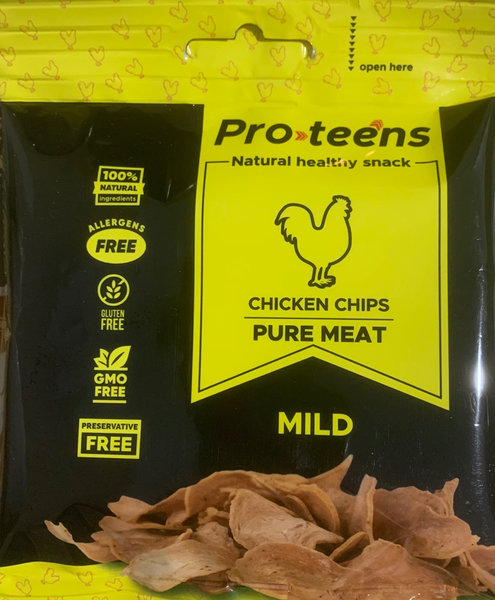 open here
Pro»teens
Natural healthy snack
100%
NATURAL
ingredients
ALLERGENS
FREE
GLUTEN
FREE
GMO
FREE
PRESERVATIVE
FREE
CHICKEN CHIPS
PURE MEAT
MILD